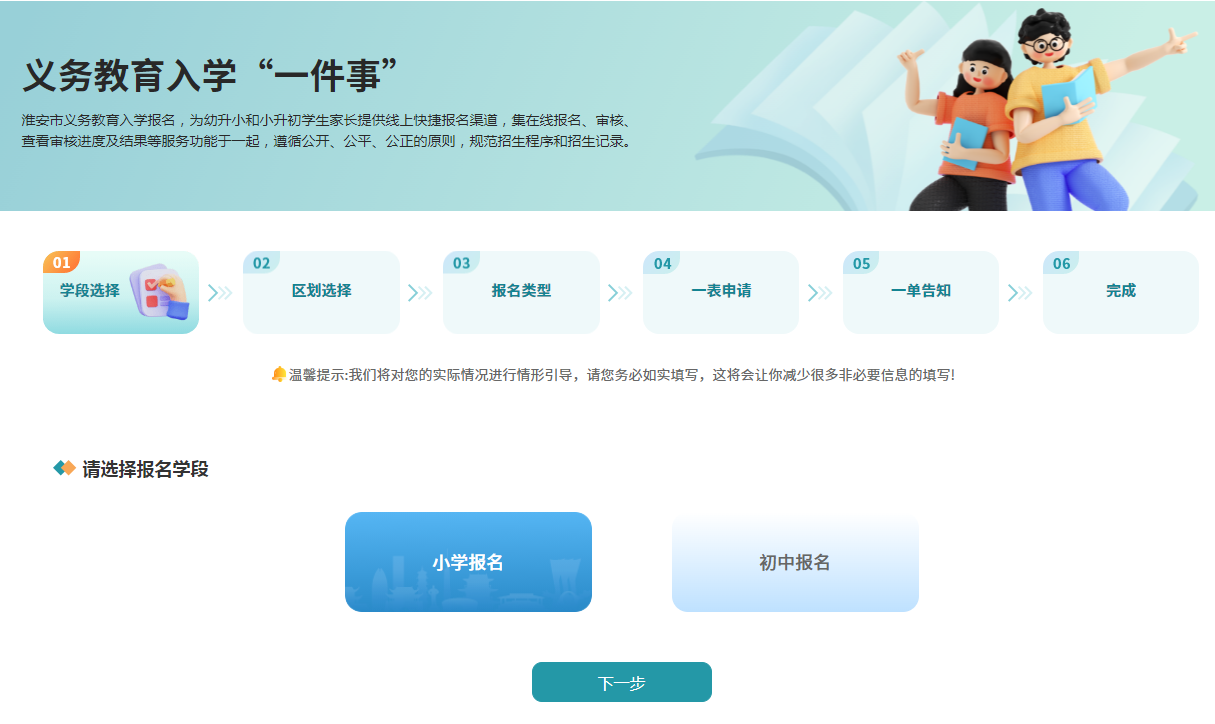 义务教育入学“一件事”
淮安市义务教育入学报名，为幼升小和小升初学生家长提供线上快捷报名渠道，集在线报名、审核、
查看审核进度及结果等服务功能于一起，遵循公开、公平、公正的原则，规范招生程序和招生记录。
01
学段选择
02
区划选择
03
报名类型
04
一表申请
05
一单告知
06
完成
温馨提示:我们将对您的实际情况进行情形引导，请您务必如实填写，这将会让你减少很多非必要信息的填写!
请选择报名学段
小学报名
初中报名
下一步